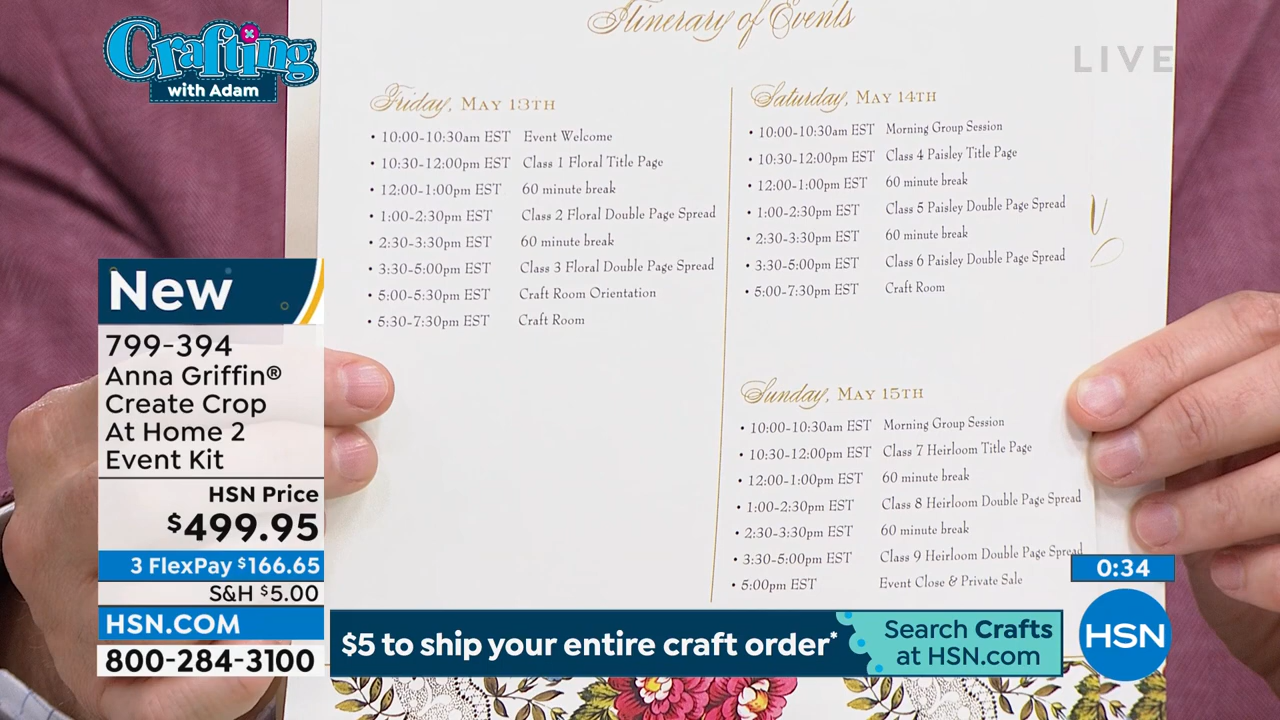 Crafting
with Adam
LIVE
Itinerary of Events
Friday, May 13th
• 10:00-10:30am EST Event Welcome
• 10:30-12:00pm EST Class 1 Floral Title Page
• 12:00-1:00pm EST 60 minute break
• 1:00-2:30pm EST Class 2 Floral Double Page Spread
• 2:30-3:30pm EST 60 minute break
• 3:30-5:00pm EST Class 3 Floral Double Page Spread
• 5:00-5:30pm EST Craft Room Orientation
• 5:30-7:30pm EST Craft Room
Saturday, May 14th
• 10:00-10:30am EST Morning Group Session
• 10:30-12:00pm EST Class 4 Paisley Title Page
• 12:00-1:00pm EST 60 minute break
• 1:00-2:30pm EST Class 5 Paisley Double Page Spread
• 2:30-3:30pm EST 60 minute break
• 3:30-5:00pm EST Class 6 Paisley Double Page Spread
• 5:00-7:30pm EST Craft Room
Sunday, May 15th
• 10:00-10:30am EST Morning Group Session
• 10:30-12:00pm EST Class 7 Heirloom Title Page
• 12:00-1:00pm EST 60 minute break
• 1:00-2:30pm EST Class 8 Heirloom Double Page Spread
• 2:30-3:30pm EST 60 minute break
• 3:30-5:00pm EST Class 9 Heirloom Double Page Spread
• 5:00pm EST Event Close & Private Sale
New
799-394
Anna Griffin®
Create Crop
At Home 2
Event Kit
HSN Price
$499.95
3 FlexPay $166.65
S&H $5.00
HSN.COM
800-284-3100
$5 to ship your entire craft order*
Search Crafts
at HSN.com
0:34
HSN